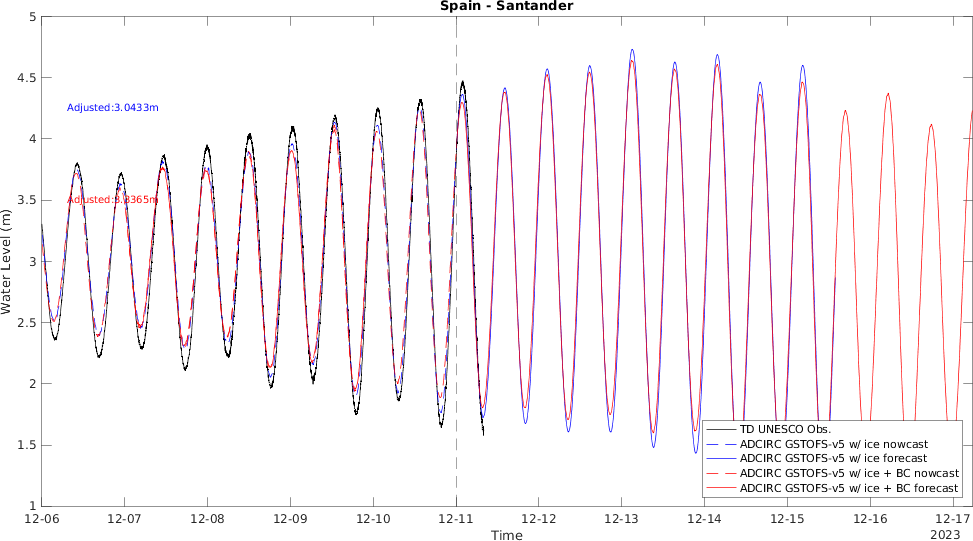 Spain - Santander
5
4.5
4
3.5
3
2.5
2
1.5
1
Water Level (m)
Adjusted:3.0433m
TD UNESCO Obs.
ADCIRC GSTOFS-v5 w/ ice nowcast
ADCIRC GSTOFS-v5 w/ ice forecast
ADCIRC GSTOFS-v5 w/ ice + BC nowcast
ADCIRC GSTOFS-v5 w/ ice + BC forecast
12-06 12-07 12-08 12-09 12-10 12-11 12-12 12-13 12-14 12-15 12-16 12-17
Time
2023